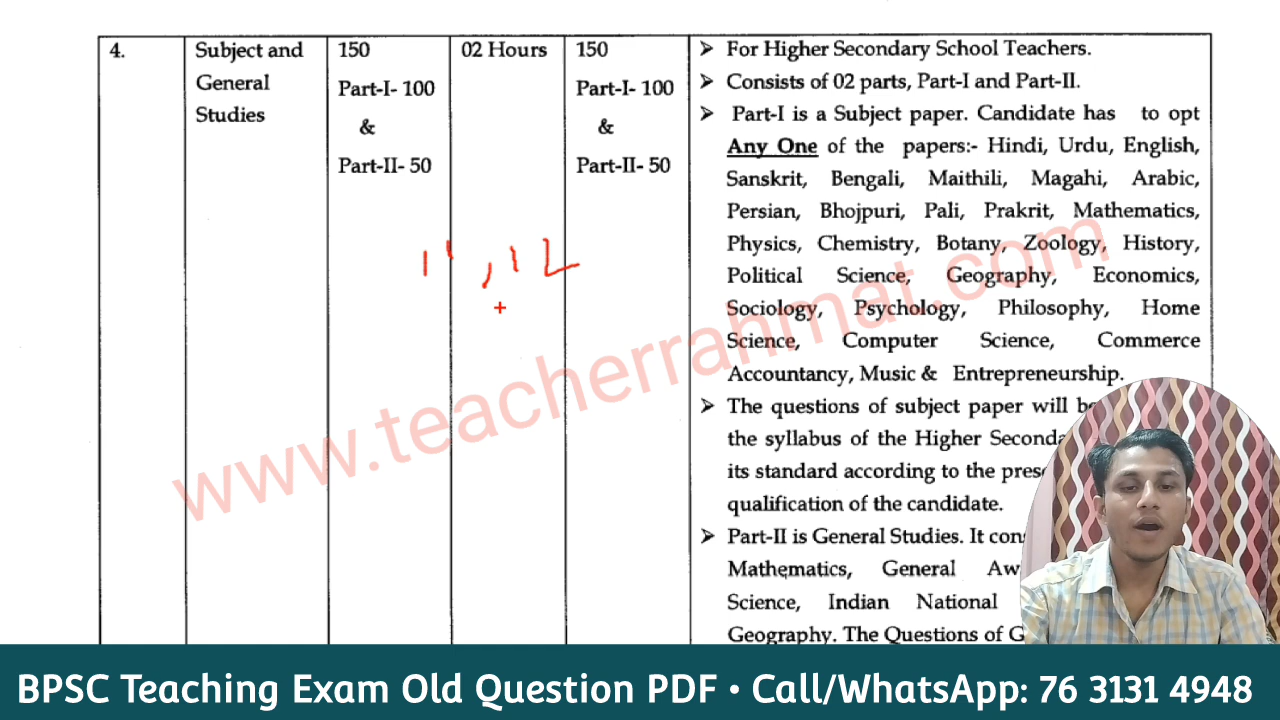 4.
Subject and
General
Studies
150
Part-I- 100
&
Part-II- 50
02 Hours
150
Part-I- 100
&
Part-II- 50
➢ For Higher Secondary School Teachers.
➢ Consists of 02 parts, Part-I and Part-II.
➢ Part-I is a Subject paper. Candidate has to opt
Any One of the papers:- Hindi, Urdu, English,
Sanskrit, Bengali, Maithili, Magahi, Arabic,
Persian, Bhojpuri, Pali, Prakrit, Mathematics,
Physics, Chemistry, Botany, Zoology, History,
Political Science, Geography, Economics,
Sociology, Psychology, Philosophy, Home
Science, Computer Science, Commerce
Accountancy, Music & Entrepreneurship.
➢ The questions of subject paper will
the syllabus of the Higher
its standard according to the
qualification of the candidate.
➢ Part-II is General Studies. It
Mathematics, General
Science, Indian National
Geography. The Questions of
11, 12
www.teacherrahmat.com
BPSC Teaching Exam Old Question PDF • Call/WhatsApp: 76 3131 4948